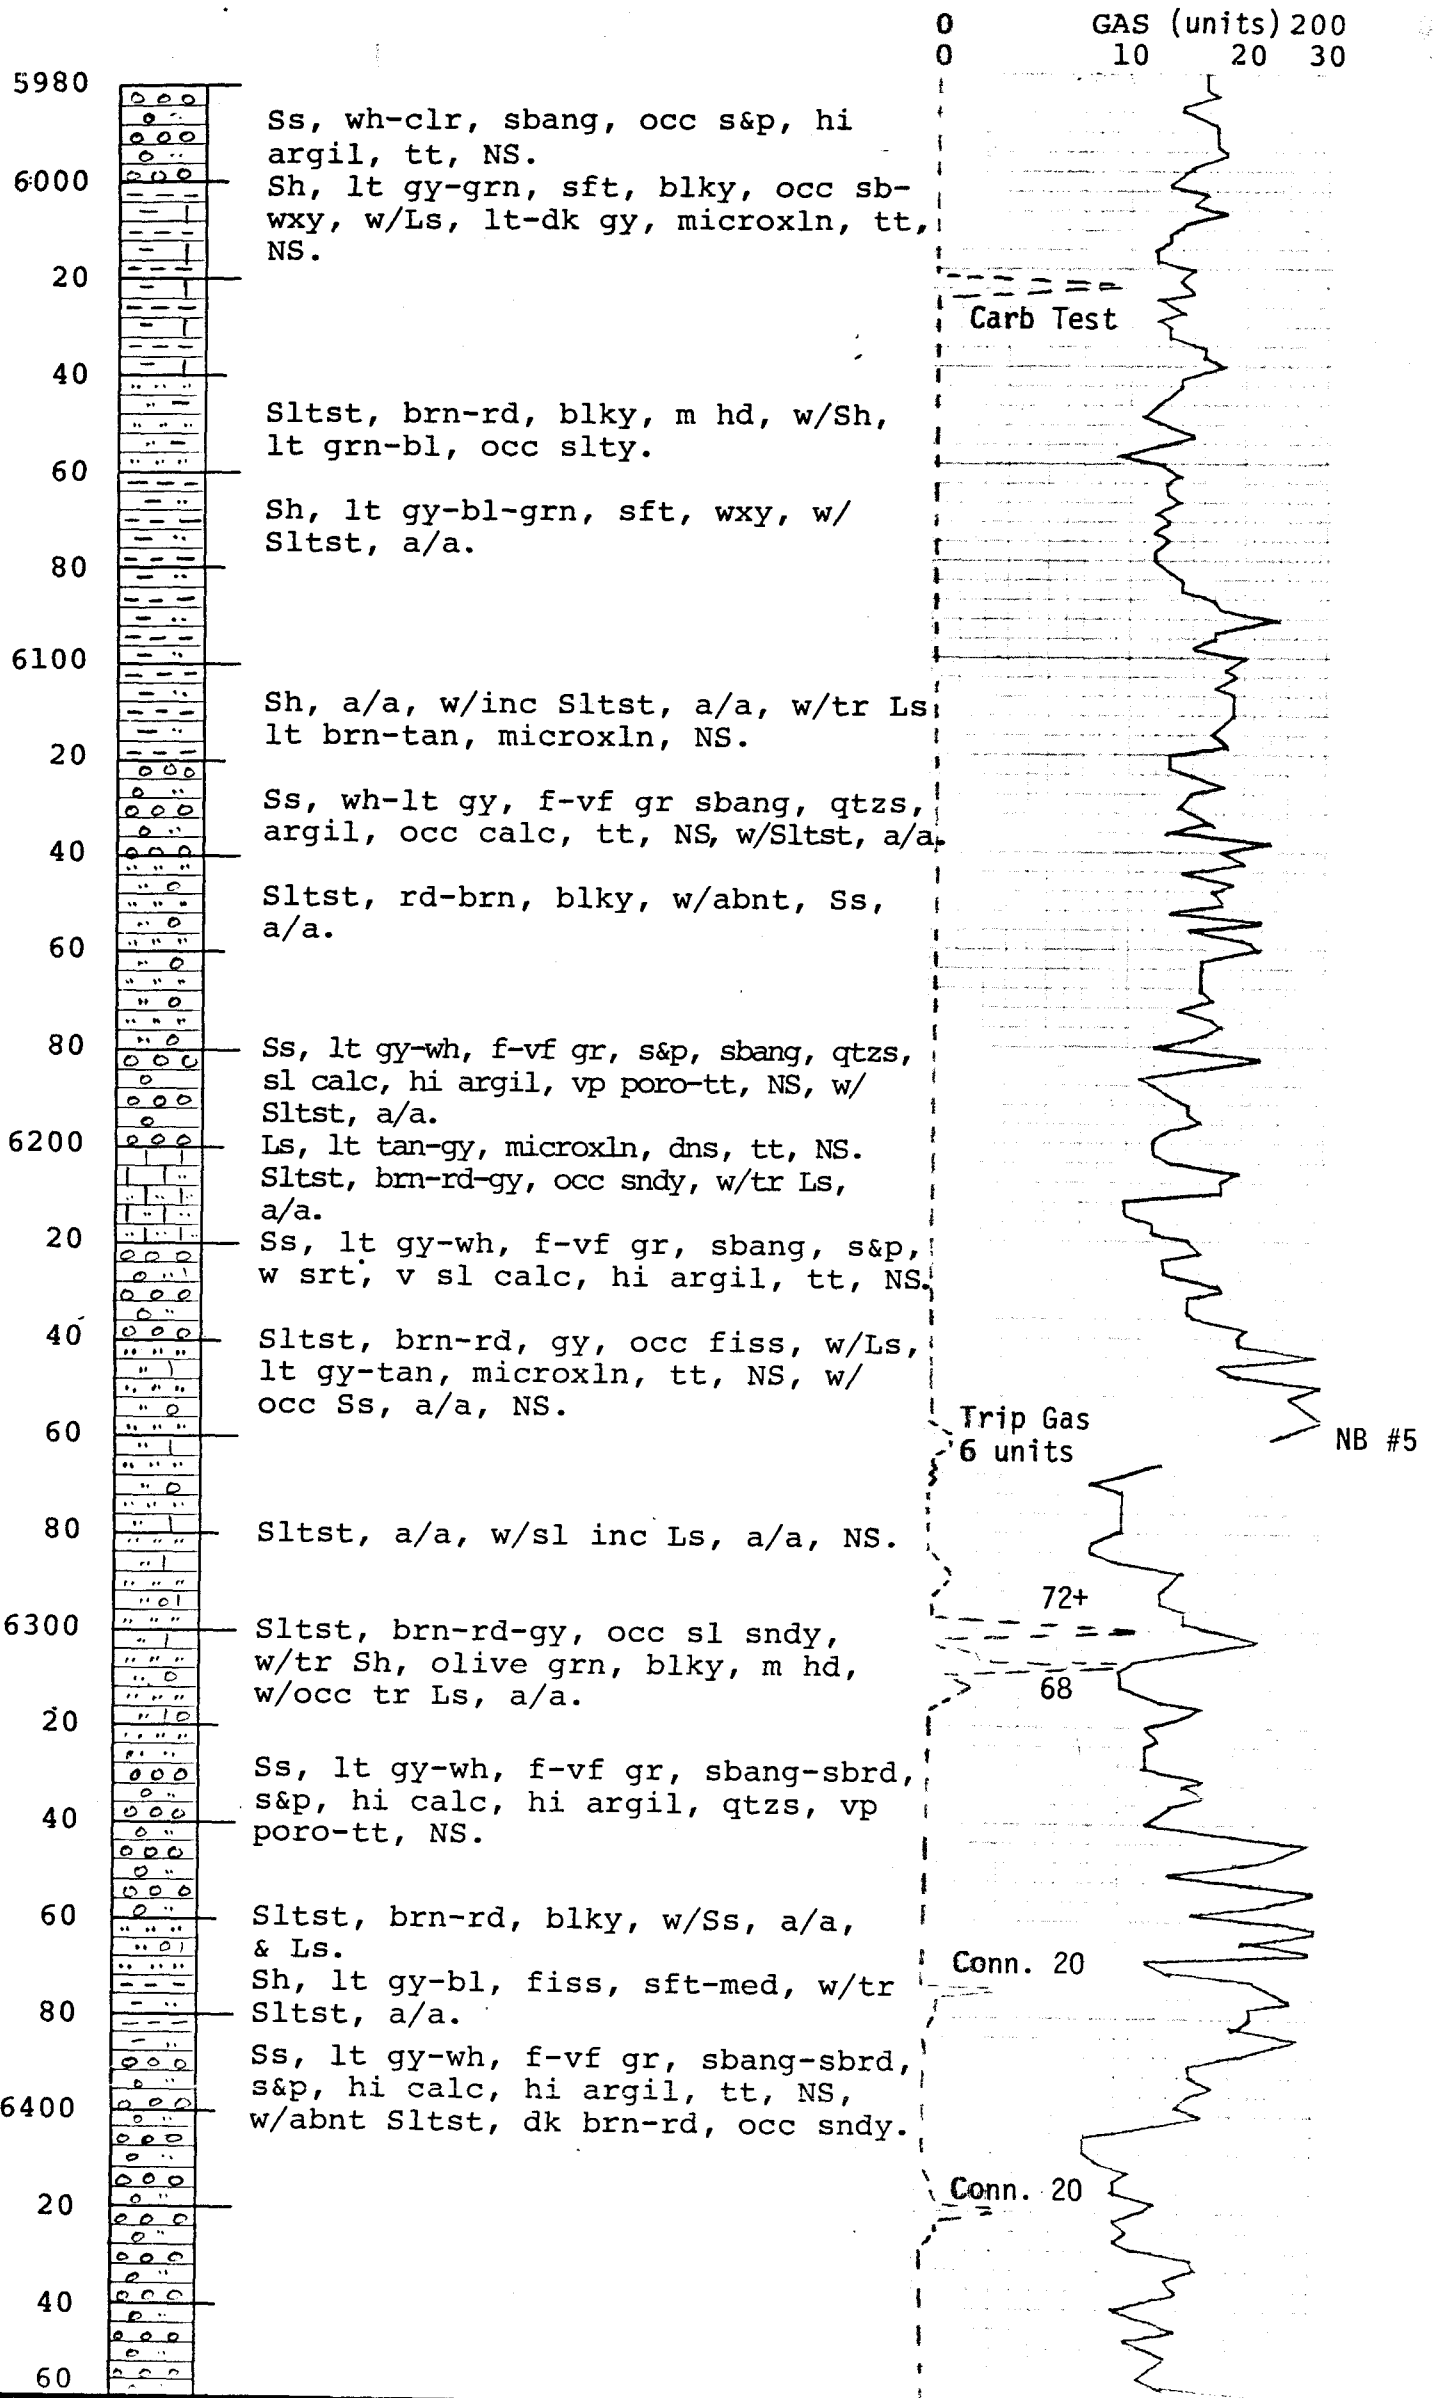 0 GAS (units) 200
0 10 20 30
5980
Ss, wh-clr, sbang, occ s&p, hi
argil, tt, NS.
6000
Sh, lt gy-grn, sft, blky, occ sb-
wxy, w/Ls, lt-dk gy, microxln, tt,
NS.
20
Carb Test
40
Sltst, brn-rd, blky, m hd, w/Sh,
lt grn-bl, occ slty.
60
Sh, lt gy-bl-grn, sft, wxy, w/
Sltst, a/a.
80
6100
Sh, a/a, w/inc Sltst, a/a, w/tr Ls
lt brn-tan, microxln, NS.
20
Ss, wh-lt gy, f-vf gr sbang, qtzs,
argil, occ calc, tt, NS, w/Sltst, a/a.
40
Sltst, rd-brn, blky, w/abnt, Ss,
a/a.
60
80
Ss, lt gy-wh, f-vf gr, s&p, sbang, qtzs,
sl calc, hi argil, vp poro-tt, NS, w/
Sltst, a/a.
6200
Ls, lt tan-gy, microxln, dns, tt, NS.
Sltst, brn-rd-gy, occ sndy, w/tr Ls,
a/a.
20
Ss, lt gy-wh, f-vf gr, sbang, s&p,
w srt, v sl calc, hi argil, tt, NS.
40
Sltst, brn-rd, gy, occ fiss, w/Ls,
lt gy-tan, microxln, tt, NS, w/
occ Ss, a/a, NS.
Trip Gas
6 units
60
NB #5
80
Sltst, a/a, w/sl inc Ls, a/a, NS.
72+
6300
Sltst, brn-rd-gy, occ sl sndy,
w/tr Sh, olive grn, blky, m hd,
w/occ tr Ls, a/a.
68
20
Ss, lt gy-wh, f-vf gr, sbang-sbrd,
s&p, hi calc, hi argil, qtzs, vp
poro-tt, NS.
40
60
Sltst, brn-rd, blky, w/Ss, a/a,
& Ls.
Conn. 20
Sh, lt gy-bl, fiss, sft-med, w/tr
Sltst, a/a.
80
Ss, lt gy-wh, f-vf gr, sbang-sbrd,
s&p, hi calc, hi argil, tt, NS,
w/abnt Sltst, dk brn-rd, occ sndy.
6400
Conn. 20
20
40
60